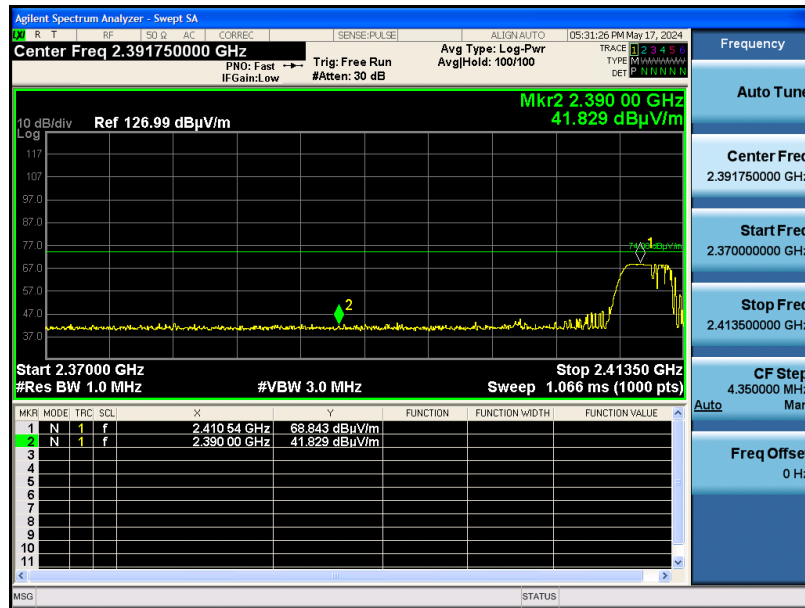 Agilent Spectrum Analyzer - Swept SA
LXI R T RF 50 Ω AC CORREC SENSE:PULSE ALIGN AUTO 05:31:26 PM May 17, 2024
Center Freq 2.391750000 GHz
PNO: Fast
IFGain:Low
Trig: Free Run
#Atten: 30 dB
Avg Type: Log-Pwr
Avg|Hold: 100/100
TRACE 1 2 3 4 5 6
TYPE M WWWWW
DET P N N N N N
Mkr2 2.390 00 GHz
41.829 dBµV/m
10 dB/div Ref 126.99 dBµV/m
Log
117
107
97.0
87.0
77.0
67.0
57.0
47.0
37.0
1
2
Start 2.37000 GHz Stop 2.41350 GHz
#Res BW 1.0 MHz #VBW 3.0 MHz Sweep 1.066 ms (1000 pts)
MKR MODE TRC SCL X Y FUNCTION FUNCTION WIDTH FUNCTION VALUE
1 N 1 f 2.410 54 GHz 68.843 dBµV/m
2 N 1 f 2.390 00 GHz 41.829 dBµV/m
3
4
5
6
7
8
9
10
11
MSG STATUS
Frequency
Auto Tune
Center Freq
2.391750000 GHz
Start Freq
2.370000000 GHz
Stop Freq
2.413500000 GHz
CF Step
4.350000 MHz
Auto Man
Freq Offset
0 Hz